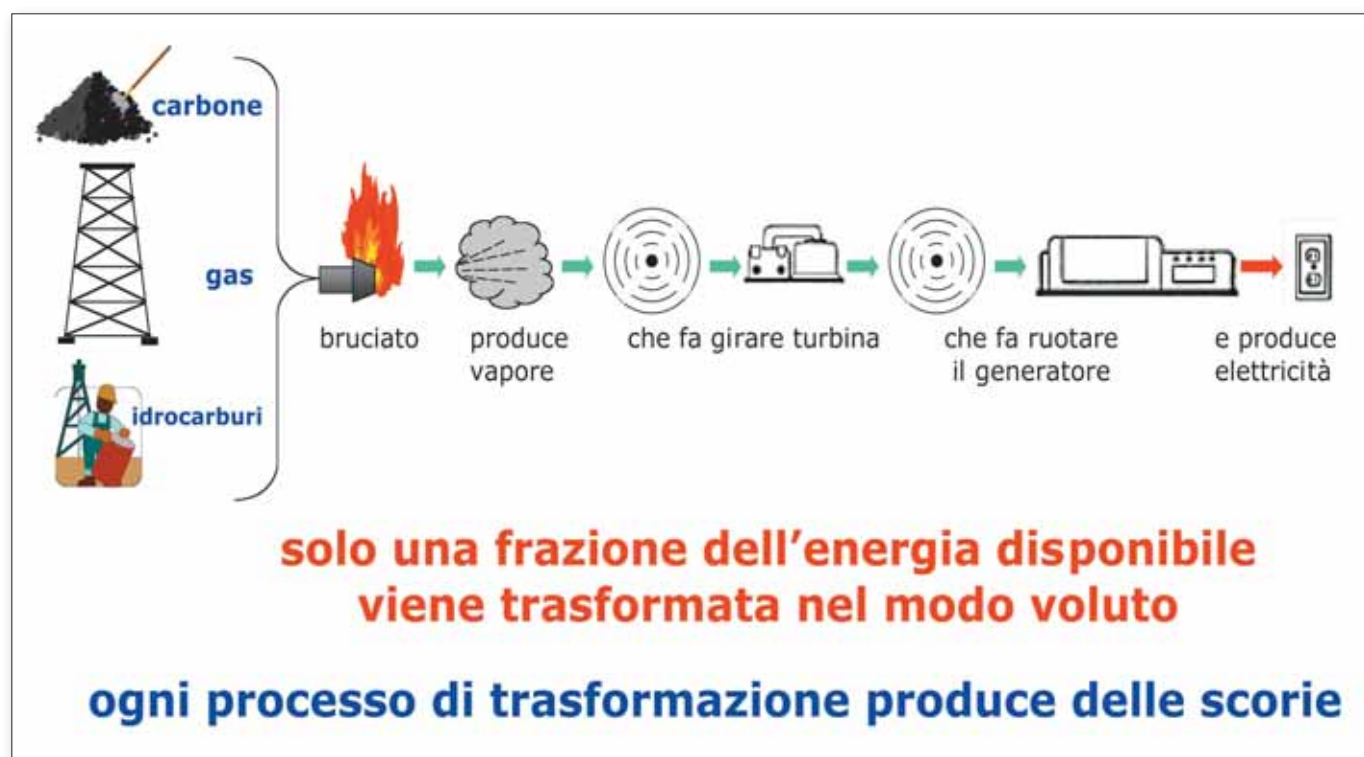 carbone
gas
idrocarburi
bruciato
produce
vapore
che fa girare turbina
che fa ruotare
il generatore
e produce
elettricità
solo una frazione dell’energia disponibile
viene trasformata nel modo voluto
ogni processo di trasformazione produce delle scorie